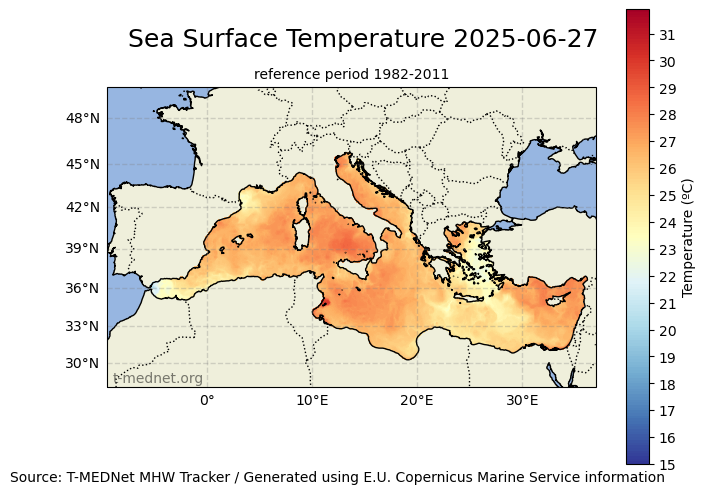 Sea Surface Temperature 2025-06-27
reference period 1982-2011
48°N
45°N
42°N
39°N
36°N
33°N
30°N
t-mednet.org
0°
10°E
20°E
30°E
31
30
29
28
27
26
25
24
23
22
21
20
19
18
17
16
15
Temperature (ºC)
Source: T-MEDNet MHW Tracker / Generated using E.U. Copernicus Marine Service information